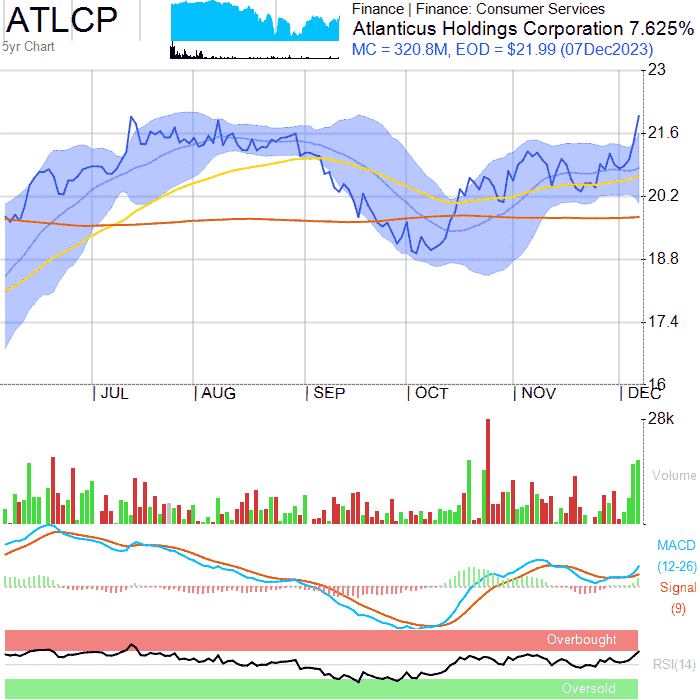 ATLCP
5yr Chart
Finance | Finance: Consumer Services
Atlanticus Holdings Corporation 7.625%
MC = 320.8M, EOD = $21.99 (07Dec2023)
23
21.6
20.2
18.8
17.4
16
JUL AUG SEP OCT NOV DEC
28k
Volume
MACD
(12-26)
Signal
(9)
Overbought
RSI(14)
Oversold